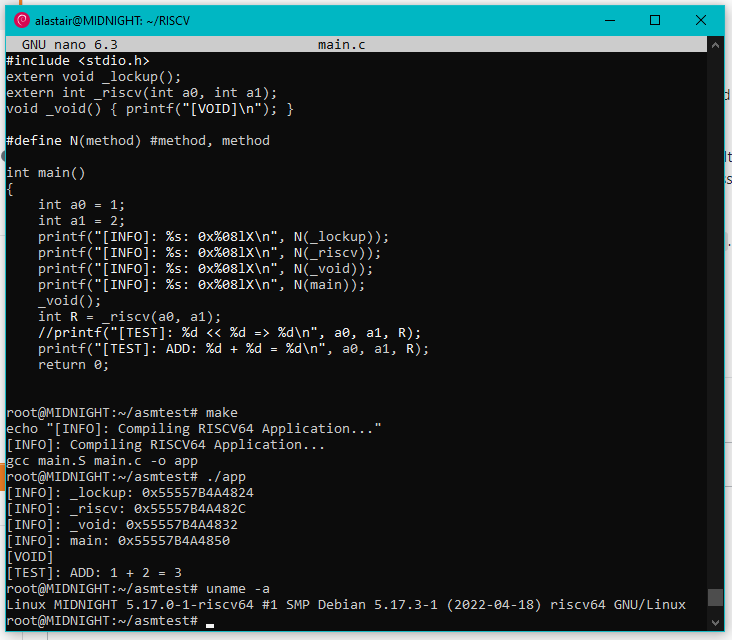 alastair@MIDNIGHT: ~/RISCV
GNU nano 6.3 main.c
#include <stdio.h>
extern void _lockup();
extern int _riscv(int a0, int a1);
void _void() { printf("[VOID]\n"); }
#define N(method) #method, method
int main()
{
    int a0 = 1;
    int a1 = 2;
    printf("[INFO]: %s: 0x%08lX\n", N(_lockup));
    printf("[INFO]: %s: 0x%08lX\n", N(_riscv));
    printf("[INFO]: %s: 0x%08lX\n", N(_void));
    printf("[INFO]: %s: 0x%08lX\n", N(main));
    _void();
    int R = _riscv(a0, a1);
    //printf("[TEST]: %d << %d => %d\n", a0, a1, R);
    printf("[TEST]: ADD: %d + %d = %d\n", a0, a1, R);
    return 0;
root@MIDNIGHT:~/asmtest# make
echo "[INFO]: Compiling RISCV64 Application..."
[INFO]: Compiling RISCV64 Application...
gcc main.S main.c -o app
root@MIDNIGHT:~/asmtest# ./app
[INFO]: _lockup: 0x55557B4A4824
[INFO]: _riscv: 0x55557B4A482C
[INFO]: _void: 0x55557B4A4832
[INFO]: main: 0x55557B4A4850
[VOID]
[TEST]: ADD: 1 + 2 = 3
root@MIDNIGHT:~/asmtest# uname -a
Linux MIDNIGHT 5.17.0-1-riscv64 #1 SMP Debian 5.17.3-1 (2022-04-18) riscv64 GNU/Linux
root@MIDNIGHT:~/asmtest#